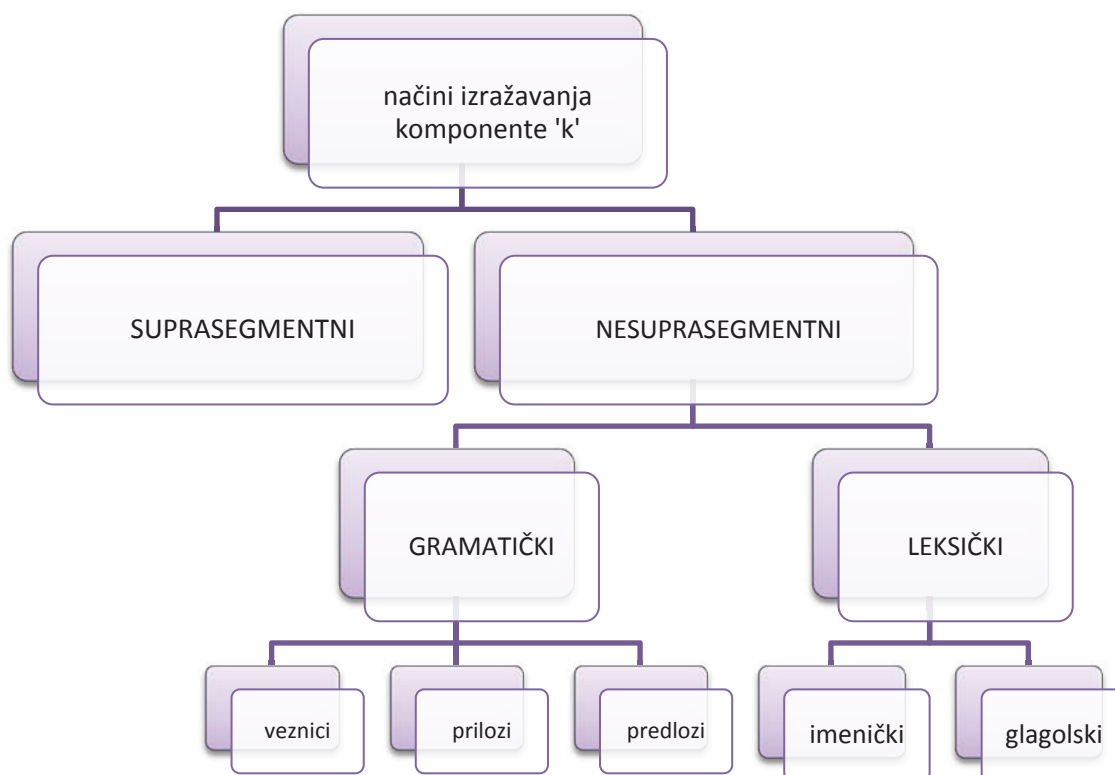 načini izražavanja
komponente 'k'
SUPRASEGMENTNI
NESUPRASEGMENTNI
GRAMATIČKI
LEKSIČKI
veznici
prilozi
predlozi
imenički
glagolski